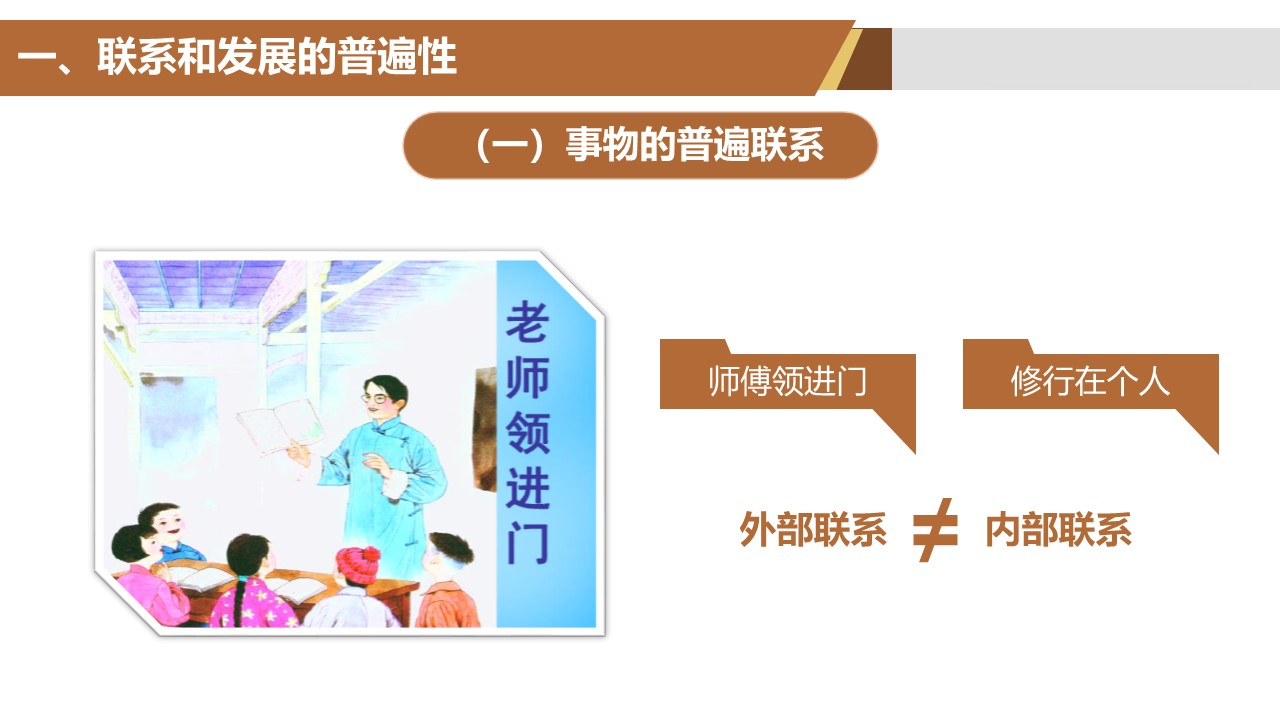 一、联系和发展的普遍性
（一）事物的普遍联系
老师领进门
师傅领进门
修行在个人
外部联系 ≠ 内部联系